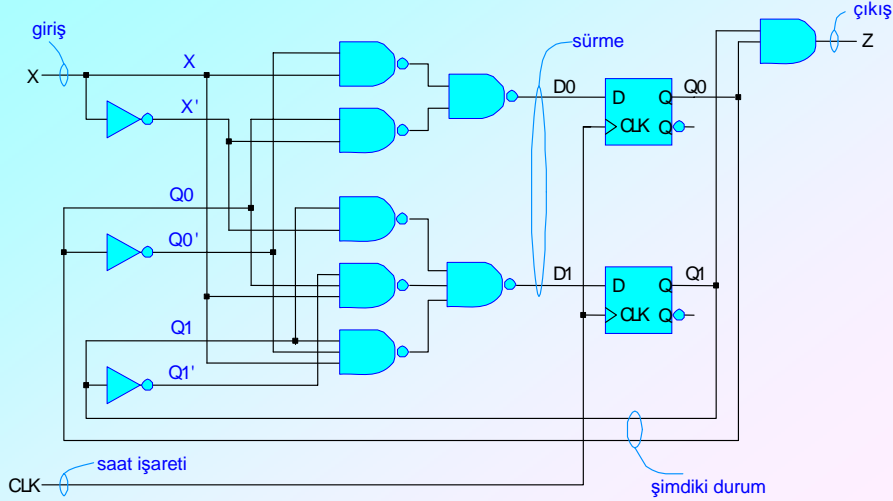 çıkış
giriş
sürme
X
X
Z
X'
D0
D
Q
Q0
CLK
Q
Q0
Q0'
D1
D
Q
Q1
CLK
Q
Q1
Q1'
saat işareti
CLK
şimdiki durum